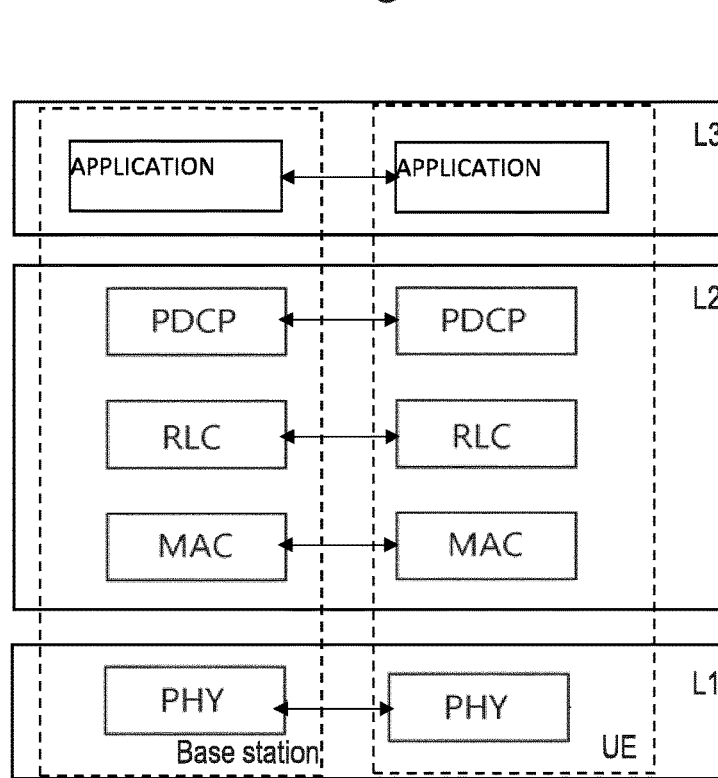 L3
APPLICATION APPLICATION
L2
PDCP PDCP
RLC RLC
MAC MAC
L1
PHY PHY
Base station UE